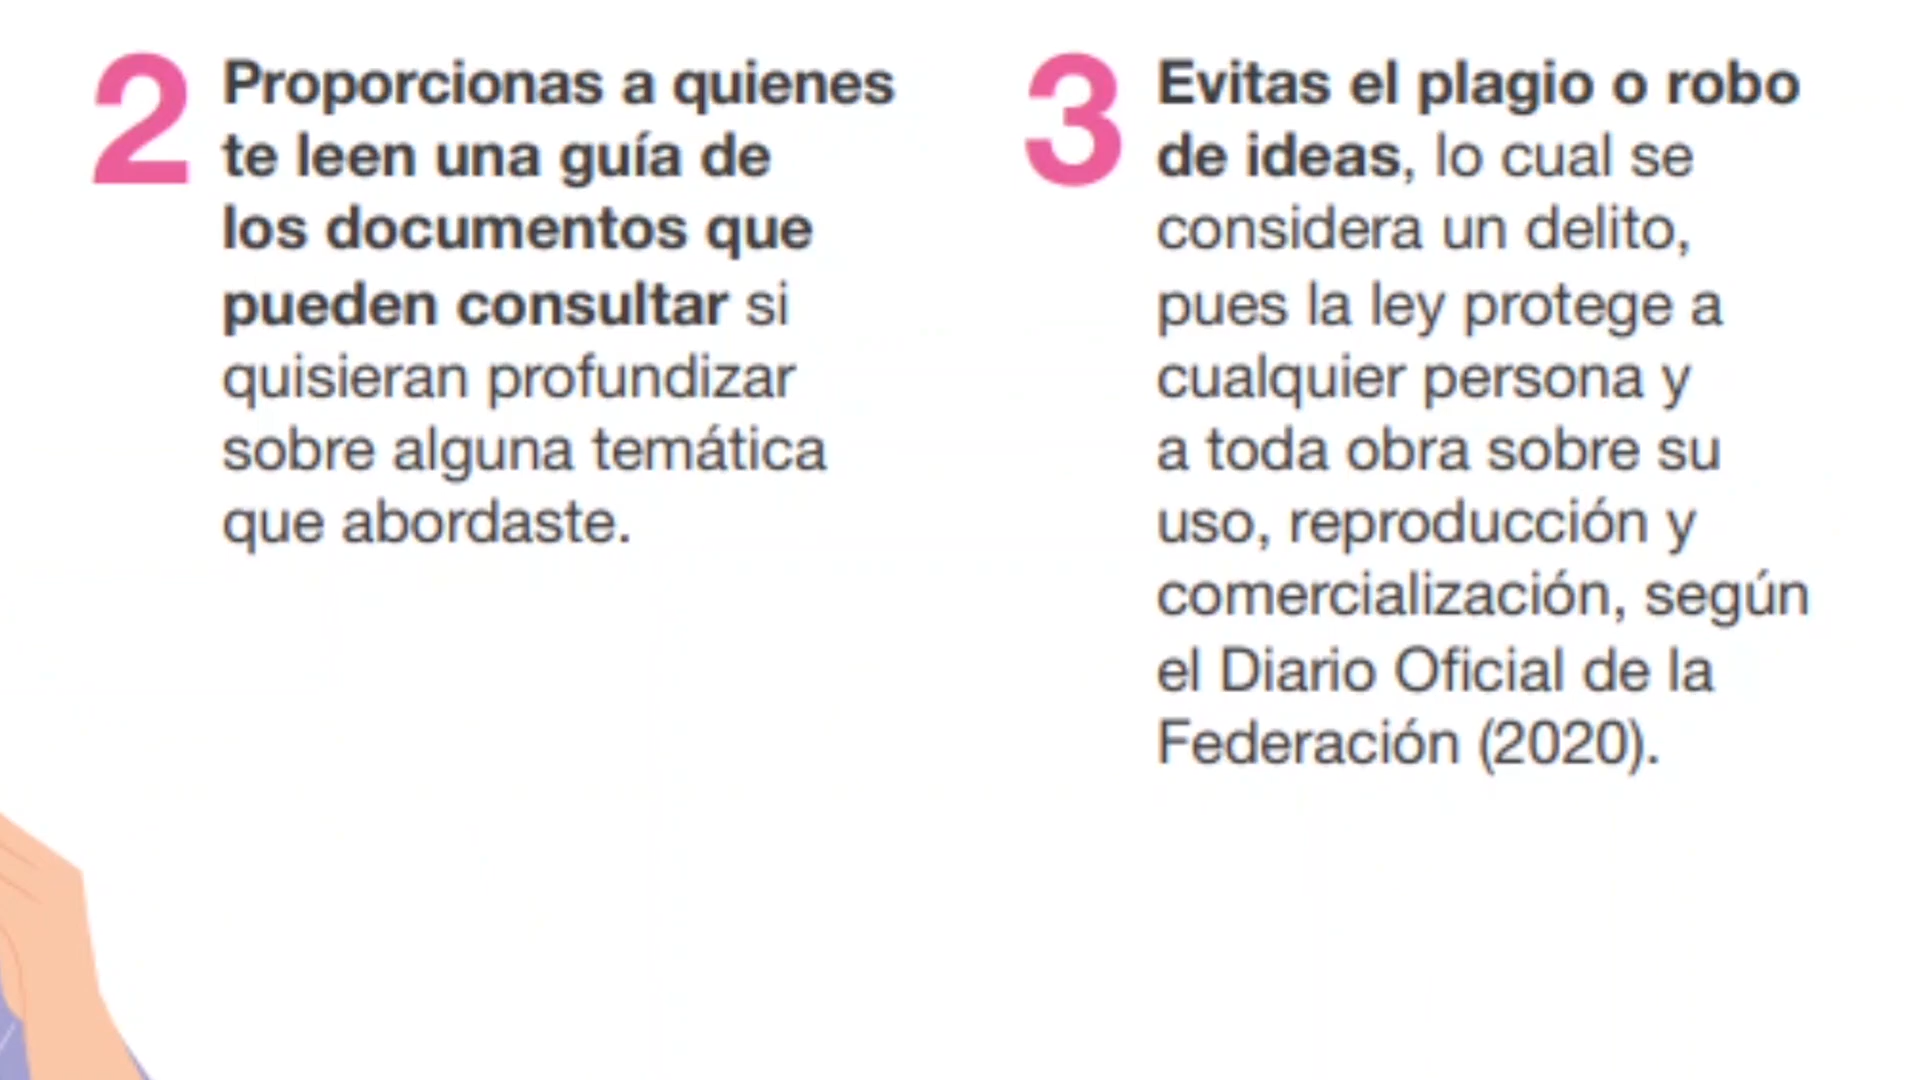 2
Proporcionas a quienes
te leen una guía de
los documentos que
pueden consultar si
quisieran profundizar
sobre alguna temática
que abordaste.
3
Evitas el plagio o robo
de ideas, lo cual se
considera un delito,
pues la ley protege a
cualquier persona y
a toda obra sobre su
uso, reproducción y
comercialización, según
el Diario Oficial de la
Federación (2020).